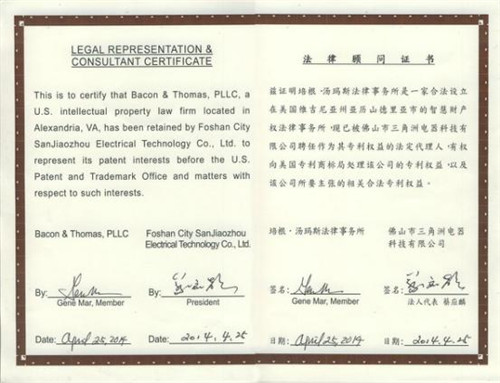 LEGAL REPRESENTATION &
CONSULTANT CERTIFICATE
This is to certify that Bacon & Thomas, PLLC, a
U.S. intellectual property law firm located in
Alexandria, VA, has been retained by Foshan City
SanJiaozhou Electrical Technology Co., Ltd. to
represent its patent interests before the U.S.
Patent and Trademark Office and matters with
respect to such interests.
Bacon & Thomas, PLLC
Foshan City SanJiaozhou
Electrical Technology Co., Ltd.
By:
Gene Mar, Member
By:
President
Date: April 25, 2014
Date: 2014.4.25
法律顾问证书
兹证明培根·汤玛斯法律事务所是一家合法设立
在美国维吉尼亚州亚历山德里亚市的智慧财产
权法律事务所,现已被佛山市三角洲电器科技有
限公司聘任作为其专利权益的法定代理人,有权
向美国专利商标局处理该公司的专利权益,以及
该公司所要主张的相关合法专利权益。
培根·汤玛斯法律事务所
佛山市三角洲电器
科技有限公司
签名:
Gene Mar, Member
签名:
法人代表 蔡应麟
日期: April 25, 2014
日期: 2014.4.25